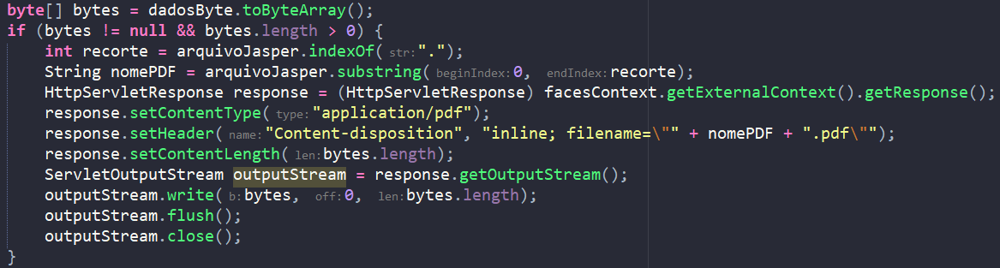 byte[] bytes = dadosByte.toByteArray();
if (bytes != null && bytes.length > 0) {
int recorte = arquivoJasper.indexOf( str: ".");
String nomePDF = arquivoJasper.substring( beginIndex: 0, endIndex: recorte);
HttpServletResponse response = (HttpServletResponse) facesContext.getExternalContext().getResponse();
response.setContentType( type: "application/pdf");
response.setHeader( name: "Content-disposition", "inline; filename=\"" + nomePDF + ".pdf\"");
response.setContentLength( len: bytes.length);
ServletOutputStream outputStream = response.getOutputStream();
outputStream.write( b: bytes, off: 0, len: bytes.length);
outputStream.flush();
outputStream.close();
}